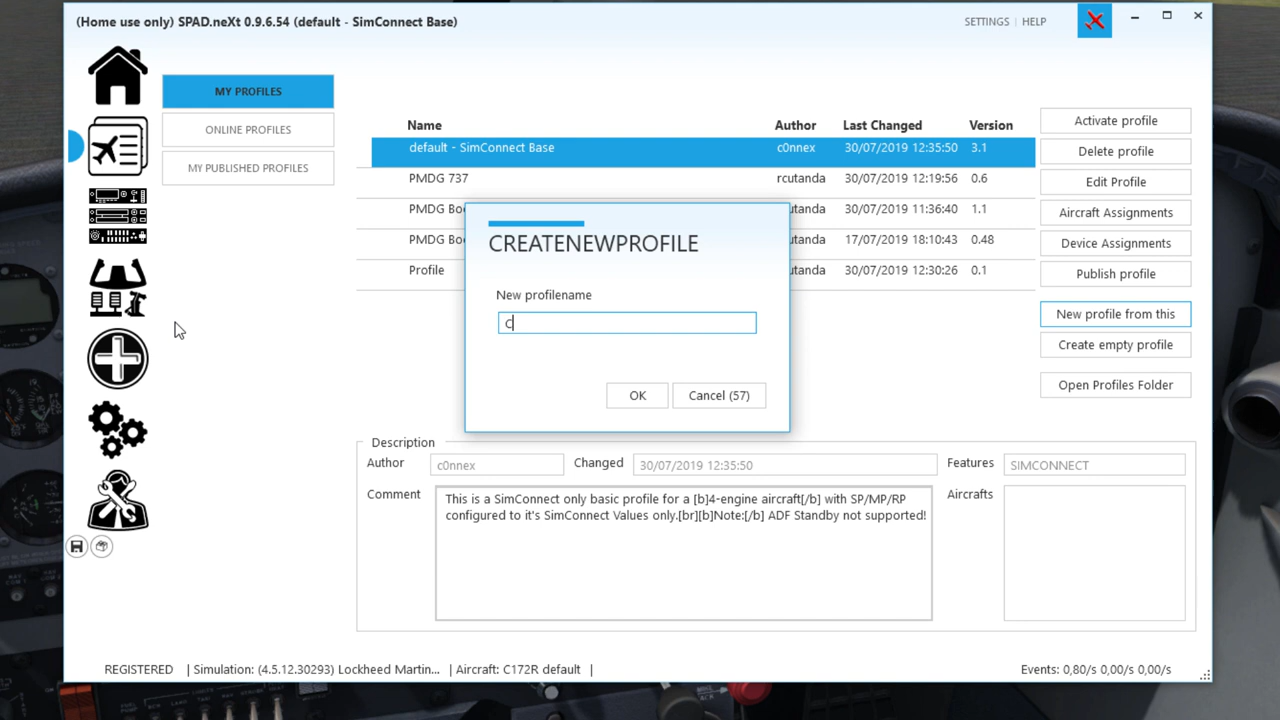 (Home use only) SPAD.neXt 0.9.6.54 (default - SimConnect Base)
SETTINGS | HELP
MY PROFILES
ONLINE PROFILES
MY PUBLISHED PROFILES
Name Author Last Changed Version
default - SimConnect Base c0nnex 30/07/2019 12:35:50 3.1
PMDG 737 rcutanda 30/07/2019 12:19:56 0.6
PMDG Bo utanda 30/07/2019 11:36:40 1.1
PMDG Bo utanda 17/07/2019 18:10:43 0.48
Profile utanda 30/07/2019 12:30:26 0.1
Activate profile
Delete profile
Edit Profile
Aircraft Assignments
Device Assignments
Publish profile
New profile from this
Create empty profile
Open Profiles Folder
CREATENEWPROFILE
New profilename
C
OK Cancel (57)
Description
Author c0nnex Changed 30/07/2019 12:35:50 Features SIMCONNECT
Comment This is a SimConnect only basic profile for a [b]4-engine aircraft[/b] with SP/MP/RP Aircrafts
configured to it's SimConnect Values only.[br][b]Note:[/b] ADF Standby not supported!
REGISTERED | Simulation: (4.5.12.30293) Lockheed Martin... | Aircraft: C172R default | Events: 0,80/s 0,00/s 0,00/s